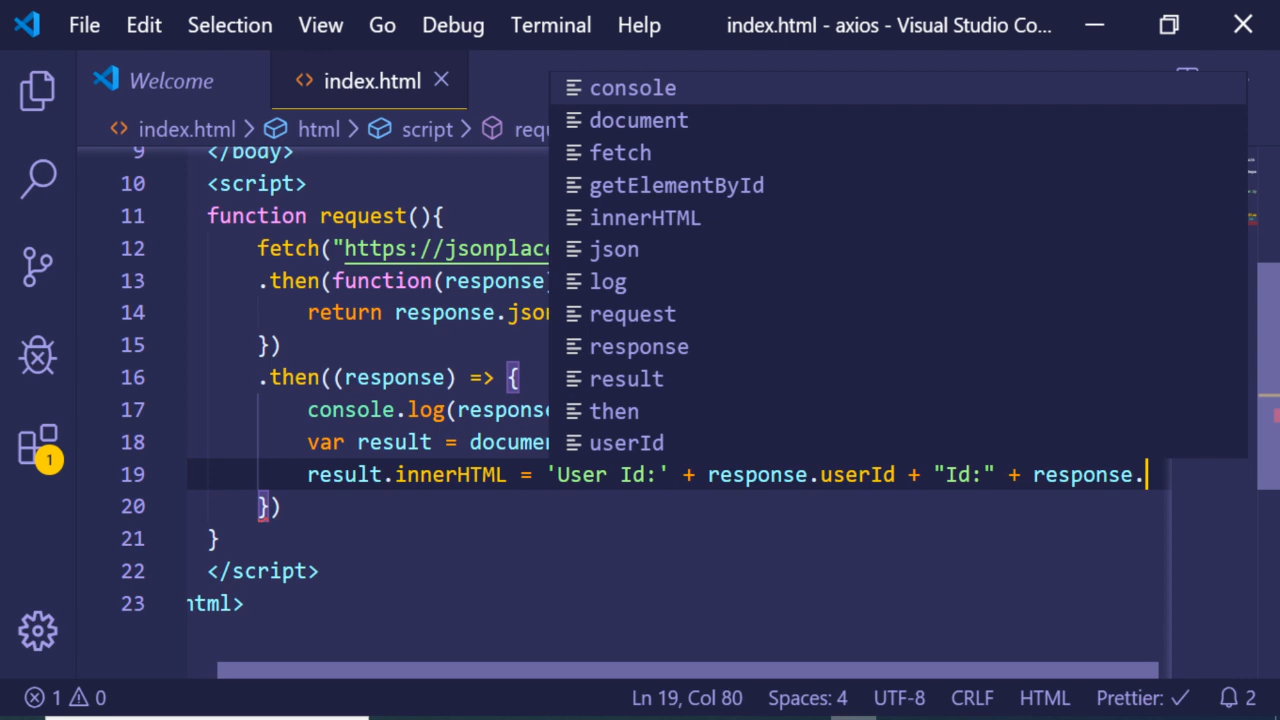 File Edit Selection View Go Debug Terminal Help index.html - axios - Visual Studio Co...
Welcome index.html
index.html html script requ
9 </body>
10 <script>
11 function request(){
12 fetch("https://jsonplace
13 .then(function(response)
14 return response.json
15 })
16 .then((response) => {
17 console.log(response
18 var result = documen
19 result.innerHTML = 'User Id:' + response.userId + "Id:" + response.
20 })
21 }
22 </script>
23 html>
console
document
fetch
getElementById
innerHTML
json
log
request
response
result
then
userId
1
1 0 Ln 19, Col 80 Spaces: 4 UTF-8 CRLF HTML Prettier: ✓ 2